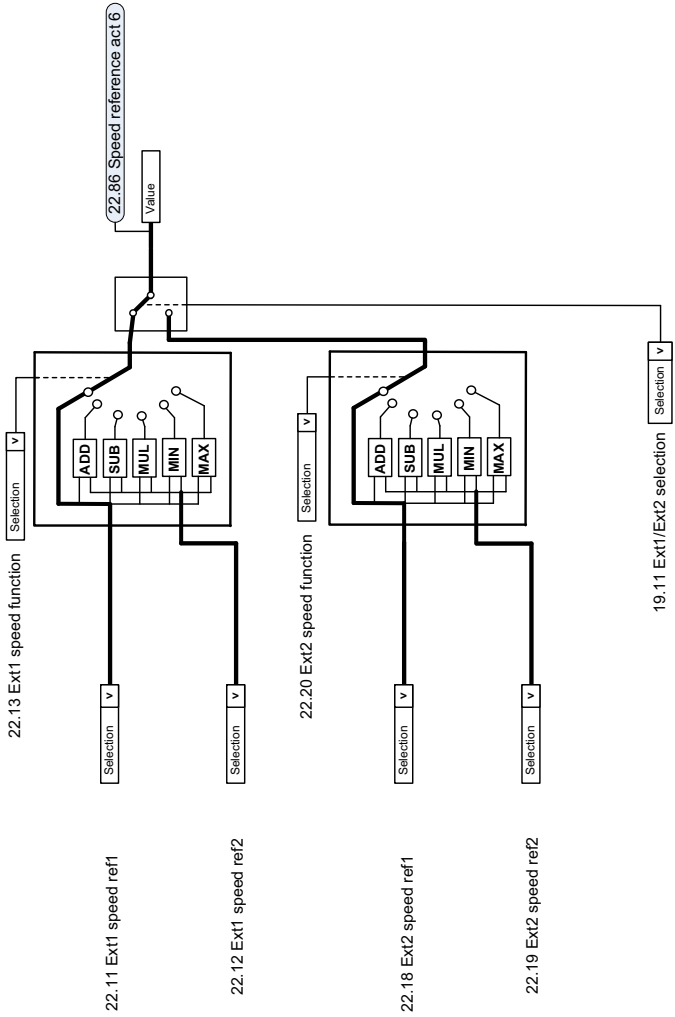 22.11 Ext1 speed ref1
Selection
v
22.12 Ext1 speed ref2
Selection
v
22.13 Ext1 speed function
Selection
v
ADD
SUB
MUL
MIN
MAX
22.18 Ext2 speed ref1
Selection
v
22.19 Ext2 speed ref2
Selection
v
22.20 Ext2 speed function
Selection
v
ADD
SUB
MUL
MIN
MAX
19.11 Ext1/Ext2 selection
Selection
v
22.86 Speed reference act 6
Value